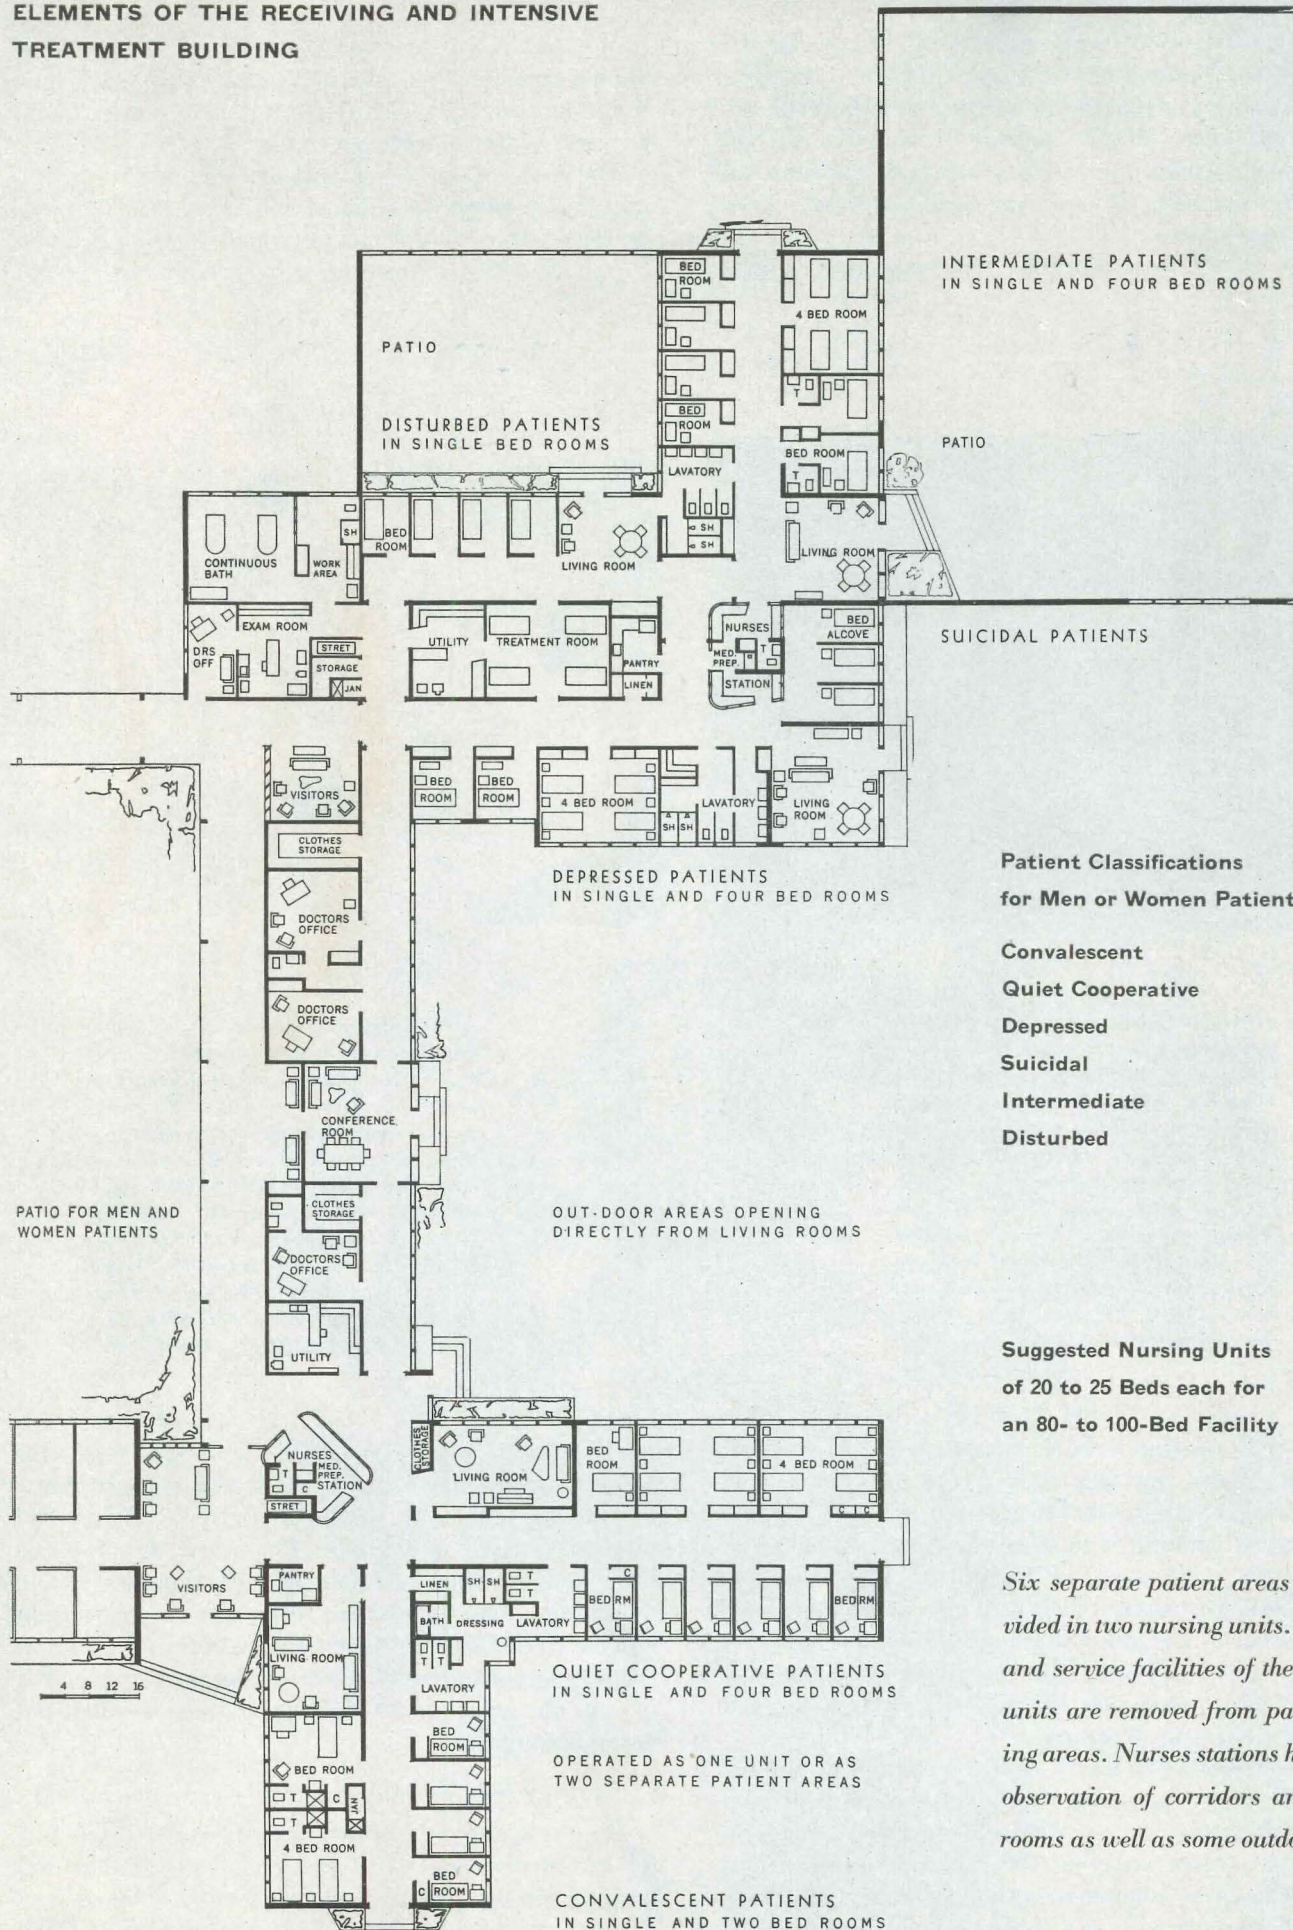 ELEMENTS OF THE RECEIVING AND INTENSIVE
TREATMENT BUILDING
INTERMEDIATE PATIENTS
IN SINGLE AND FOUR BED ROOMS
BED
ROOM
4 BED ROOM
PATIO
DISTURBED PATIENTS
IN SINGLE BED ROOMS
BED
ROOM
T
PATIO
BED ROOM
T
LAVATORY
SH
SH
CONTINUOUS
BATH
SH
WORK
AREA
BED
ROOM
LIVING ROOM
LIVING ROOM
DRS
OFF
EXAM ROOM
STRET
STORAGE
JAN
UTILITY
TREATMENT ROOM
PANTRY
LINEN
NURSES
MED.
PREP.
T
STATION
BED
ALCOVE
SUICIDAL PATIENTS
VISITORS
BED
ROOM
BED
ROOM
4 BED ROOM
SH
SH
LAVATORY
LIVING
ROOM
CLOTHES
STORAGE
DEPRESSED PATIENTS
IN SINGLE AND FOUR BED ROOMS
DOCTORS
OFFICE
DOCTORS
OFFICE
CONFERENCE
ROOM
Patient Classifications
for Men or Women Patient
Convalescent
Quiet Cooperative
Depressed
Suicidal
Intermediate
Disturbed
PATIO FOR MEN AND
WOMEN PATIENTS
CLOTHES
STORAGE
DOCTORS
OFFICE
UTILITY
OUT-DOOR AREAS OPENING
DIRECTLY FROM LIVING ROOMS
Suggested Nursing Units
of 20 to 25 Beds each for
an 80- to 100-Bed Facility
NURSES
MED.
PREP.
T
C
STATION
STRET
CLOTHES
STORAGE
LIVING ROOM
BED
ROOM
4 BED ROOM
C C
VISITORS
PANTRY
LIVING ROOM
LINEN
SH
SH
T
T
BATH
DRESSING
LAVATORY
C
BED RM
BED RM
T T
LAVATORY
QUIET COOPERATIVE PATIENTS
IN SINGLE AND FOUR BED ROOMS
4 8 12 16
BED
ROOM
BED ROOM
T
C
JAN
T
4 BED ROOM
BED
ROOM
C
OPERATED AS ONE UNIT OR AS
TWO SEPARATE PATIENT AREAS
CONVALESCENT PATIENTS
IN SINGLE AND TWO BED ROOMS
Six separate patient areas
vided in two nursing units.
and service facilities of the
units are removed from pa
ing areas. Nurses stations h
observation of corridors an
rooms as well as some outdo